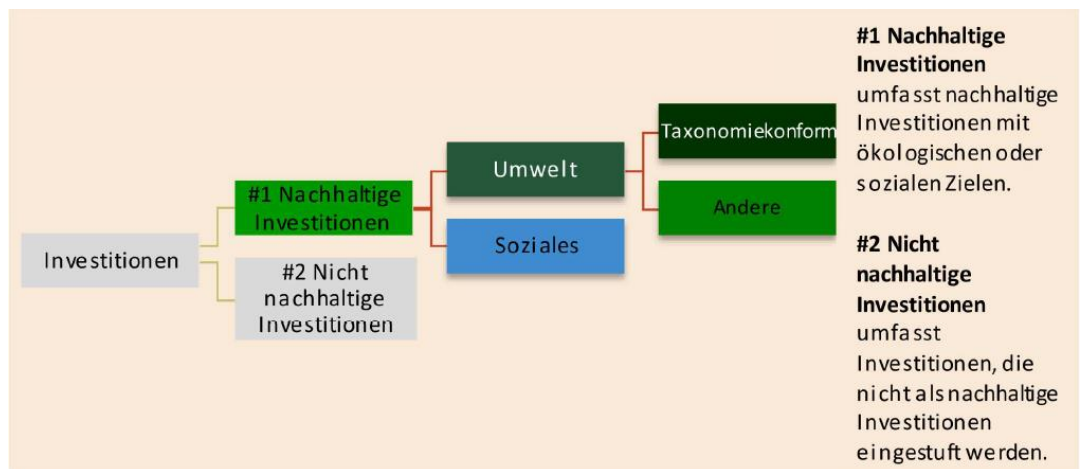 Investitionen
#1 Nachhaltige
Investitionen
#2 Nicht
nachhaltige
Investitionen
Umwelt
Soziales
Taxonomiekonform
Andere
#1 Nachhaltige
Investitionen
umfasst nachhaltige
Investitionen mit
ökologischen oder
sozialen Zielen.
#2 Nicht
nachhaltige
Investitionen
umfasst
Investitionen, die
nicht als nachhaltige
Investitionen
eingestuft werden.